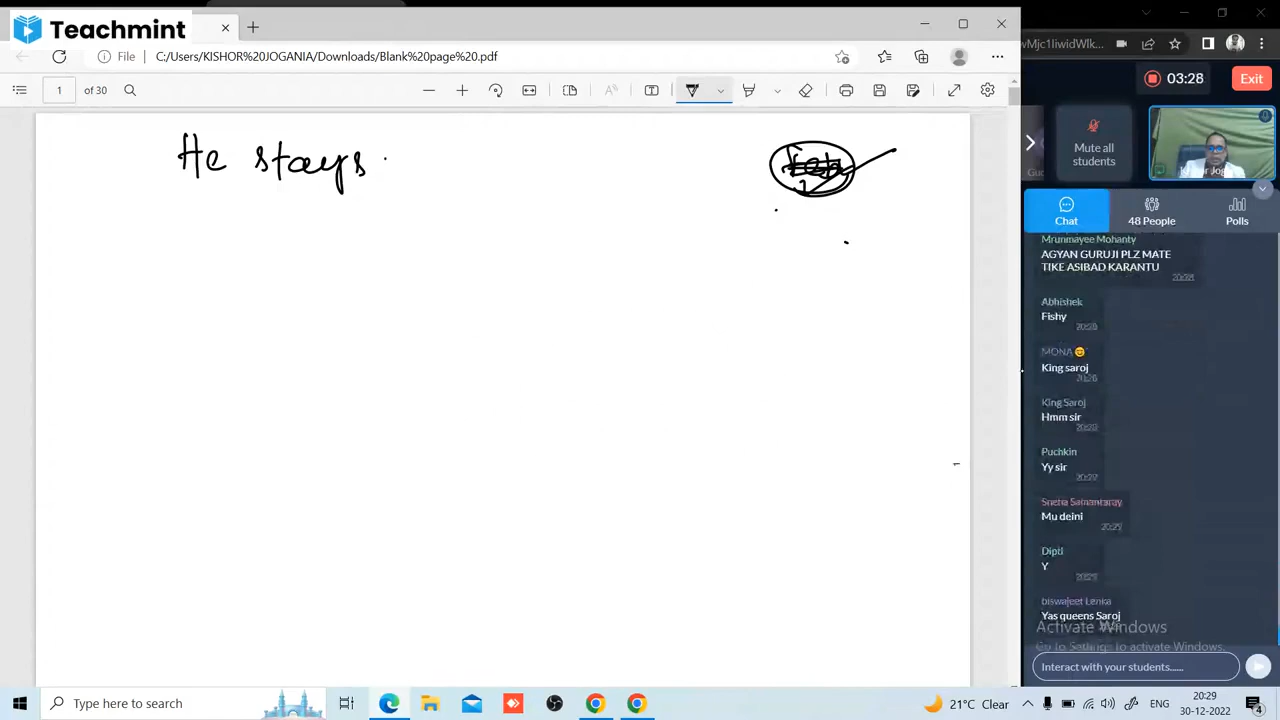 Teachmint
File C:/Users/KISHOR%20JOGANIA/Downloads/Blank%20page%20.pdf
1 of 30
He stays
03:28 Exit
Mute all students
Chat 48 People Polls
Mrunmayee Mohanty
AGYAN GURUJI PLZ MATE
TIKE ASIBAD KARANTU
Abhishek
Fishy
MONA
King saroj
King Saroj
Hmm sir
Puchkin
Yy sir
Mu deini
Dipti
Y
biswajeet Lenka
Yas queens Saroj
Activate Windows
Go to Settings to activate Windows.
Interact with your students......
Type here to search
21°C Clear
ENG
20:29
30-12-2022
4